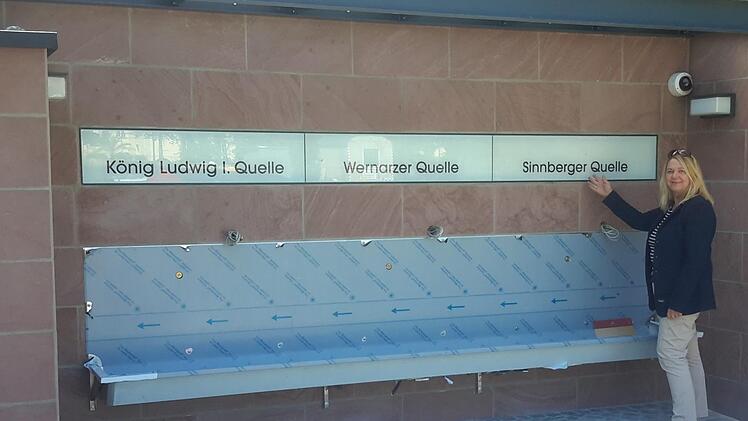 König Ludwig I. Quelle
Wernarzer Quelle
Sinnberger Quelle